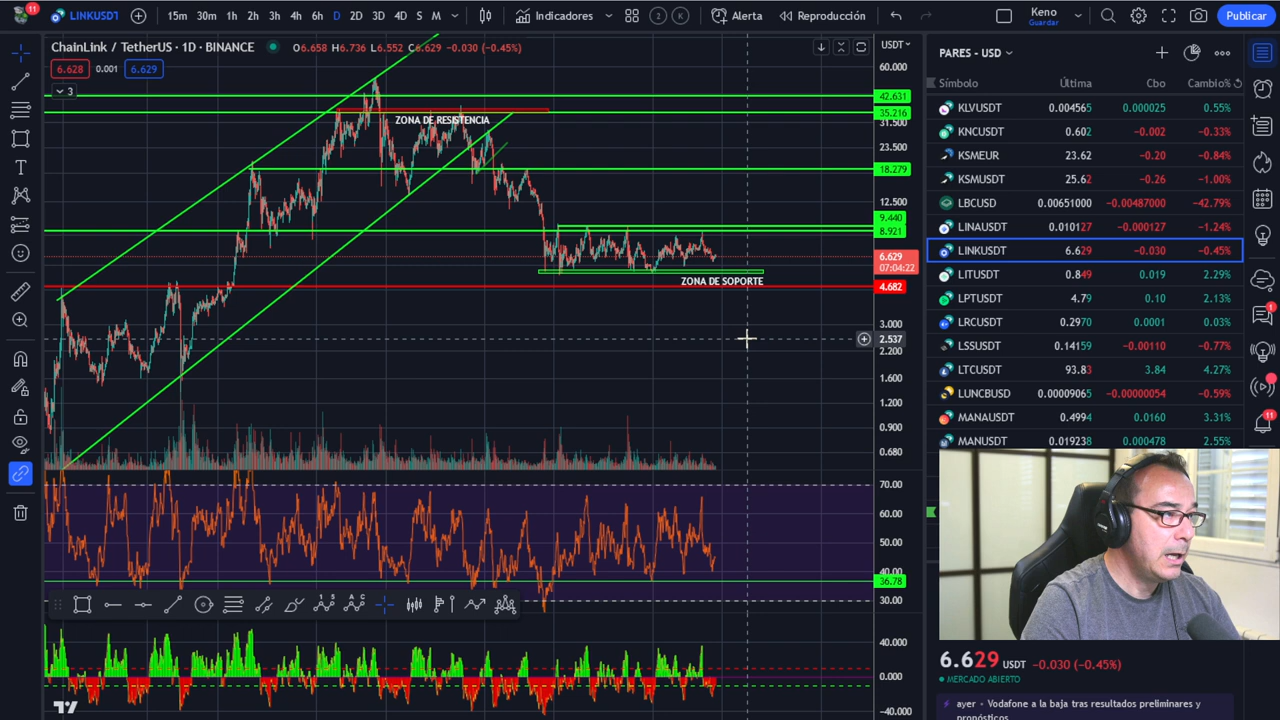 11
LINKUSDT
15m 30m 1h 2h 3h 4h 6h D 2D 3D 4D S M
Indicadores
2 K
Alerta
Reproducción
Keno
Guardar
Publicar
ChainLink / TetherUS · 1D · BINANCE
O6.658 H6.736 L6.552 C6.629 −0.030 (−0.45%)
6.628 0.001 6.629
3
ZONA DE RESISTENCIA
ZONA DE SOPORTE
USDT
60.000
42.631
35.216
31.500
23.500
18.279
12.500
9.440
8.921
6.629
07:04:22
4.682
3.000
2.537
2.200
1.600
1.200
0.900
0.680
70.00
60.00
50.00
40.00
36.78
30.00
40.000
0.000
−40.000
PARES - USD
Símbolo Última Cbo Cambio%
KLVUSDT 0.004565 0.000025 0.55%
KNCUSDT 0.602 −0.002 −0.33%
KSMEUR 23.62 −0.20 −0.84%
KSMUSDT 25.62 −0.26 −1.00%
LBCUSD 0.00651000 −0.00487000 −42.79%
LINAUSDT 0.010127 −0.000127 −1.24%
LINKUSDT 6.629 −0.030 −0.45%
LITUSDT 0.849 0.019 2.29%
LPTUSDT 4.79 0.10 2.13%
LRCUSDT 0.2970 0.0001 0.03%
LSSUSDT 0.14159 −0.00110 −0.77%
LTCUSDT 93.83 3.84 4.27%
LUNCBUSD 0.00009065 −0.00000054 −0.59%
MANAUSDT 0.4994 0.0160 3.31%
MANUSDT 0.019238 0.000478 2.55%
1
11
6.629 USDT −0.030 (−0.45%)
MERCADO ABIERTO
ayer · Vodafone a la baja tras resultados preliminares y
pronósticos